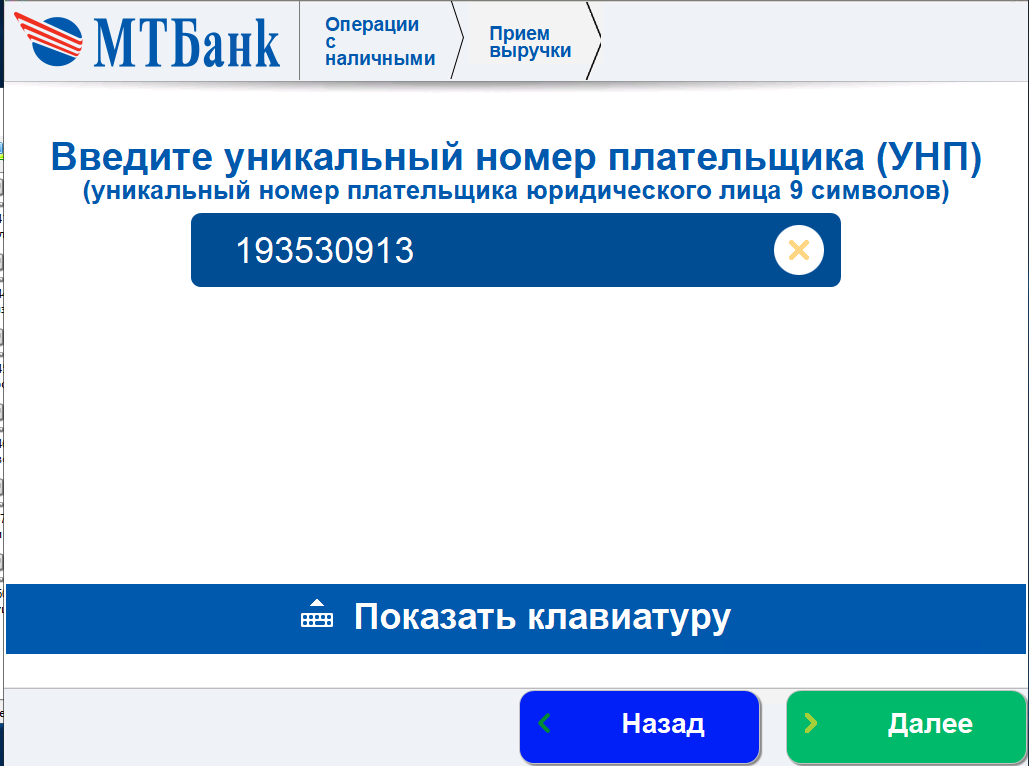 МТБанк
Операции
с
наличными
Прием
выручки
Введите уникальный номер плательщика (УНП)
(уникальный номер плательщика юридического лица 9 символов)
193530913
Показать клавиатуру
Назад
Далее